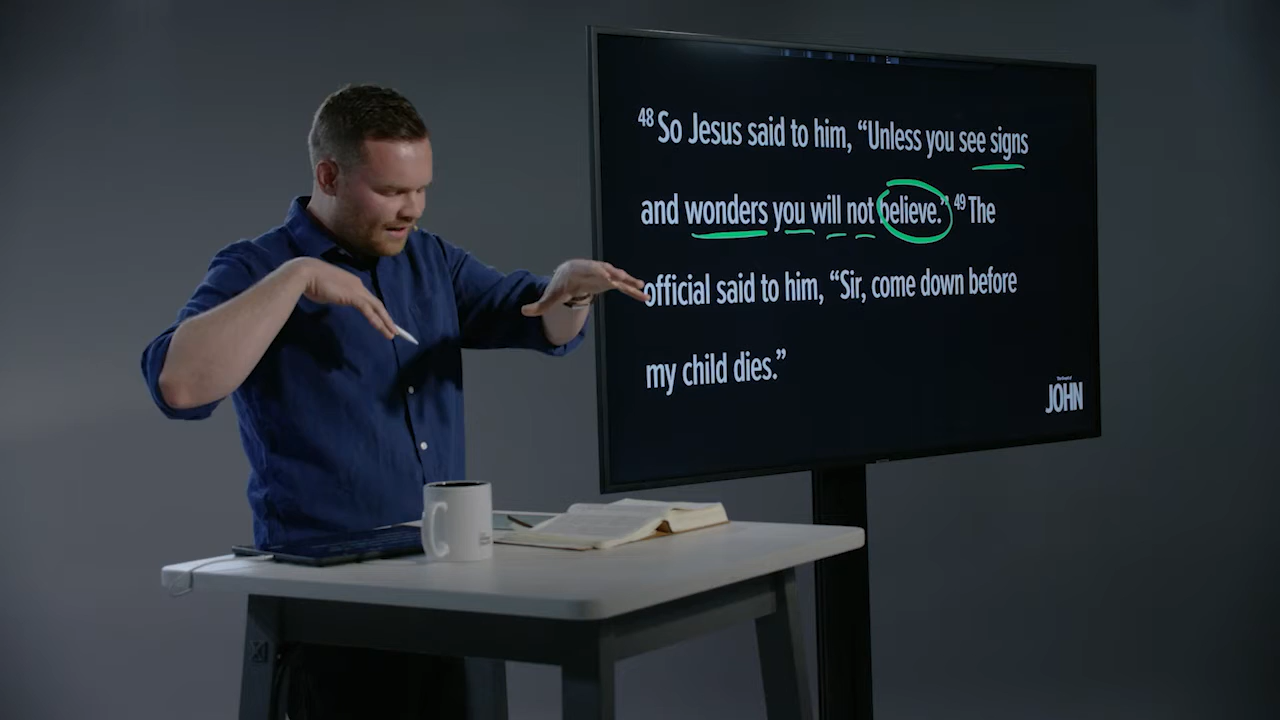 48 So Jesus said to him, “Unless you see signs
and wonders you will not believe.” 49 The
official said to him, “Sir, come down before
my child dies.”
JOHN